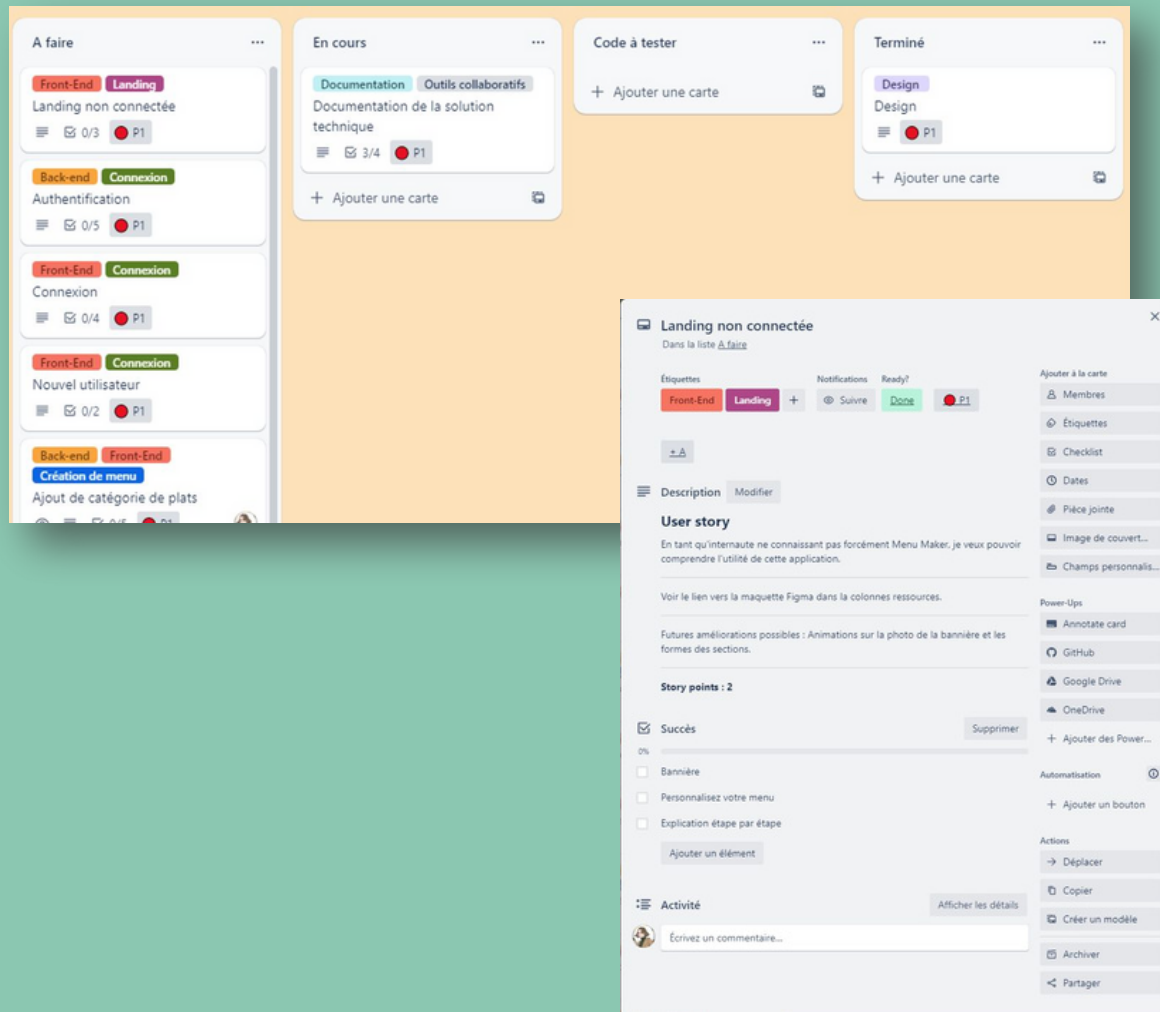 A faire
Front-End Landing
Landing non connectée
0/3 P1
Back-end Connexion
Authentification
0/5 P1
Front-End Connexion
Connexion
0/4 P1
Front-End Connexion
Nouvel utilisateur
0/2 P1
Back-end Front-End
Création de menu
Ajout de catégorie de plats
En cours
Documentation Outils collaboratifs
Documentation de la solution
technique
3/4 P1
+ Ajouter une carte
Code à tester
+ Ajouter une carte
Terminé
Design
Design
P1
+ Ajouter une carte
Landing non connectée
Dans la liste A faire
Étiquettes
Notifications
Ready?
Front-End Landing + Suivre Done P1
+ A
Description Modifier
User story
En tant qu'internaute ne connaissant pas forcément Menu Maker, je veux pouvoir
comprendre l'utilité de cette application.
Voir le lien vers la maquette Figma dans la colonnes ressources.
Futures améliorations possibles : Animations sur la photo de la bannière et les
formes des sections.
Story points : 2
Succès Supprimer
0%
Bannière
Personnalisez votre menu
Explication étape par étape
Ajouter un élément
Activité Afficher les détails
Écrivez un commentaire...
Ajouter à la carte
Membres
Étiquettes
Checklist
Dates
Pièce jointe
Image de couvert...
Champs personnalis...
Power-Ups
Annotate card
GitHub
Google Drive
OneDrive
+ Ajouter des Power...
Automatisation
+ Ajouter un bouton
Actions
Déplacer
Copier
Créer un modèle
Archiver
Partager